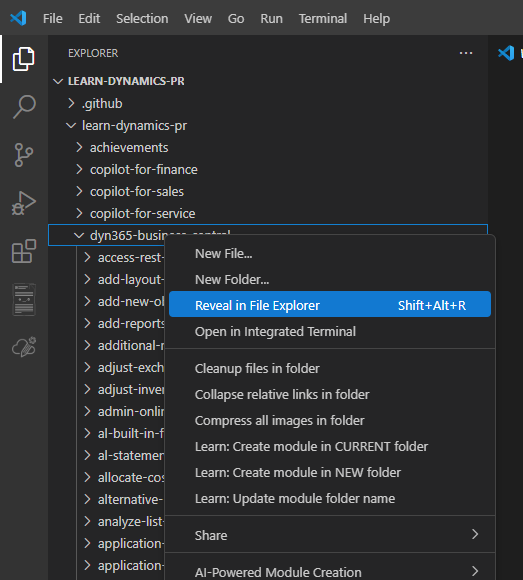 File Edit Selection View Go Run Terminal Help
EXPLORER ...
LEARN-DYNAMICS-PR
.github
learn-dynamics-pr
achievements
copilot-for-finance
copilot-for-sales
copilot-for-service
dyn365-business-central
access-rest-
add-layout-
add-new-ol
add-reports
additional-r
adjust-exch
adjust-inver
admin-onlin
al-built-in-f
al-statemen
allocate-cos
alternative-
analyze-list-
application-
application-
New File...
New Folder...
Reveal in File Explorer Shift+Alt+R
Open in Integrated Terminal
Cleanup files in folder
Collapse relative links in folder
Compress all images in folder
Learn: Create module in CURRENT folder
Learn: Create module in NEW folder
Learn: Update module folder name
Share
AI-Powered Module Creation